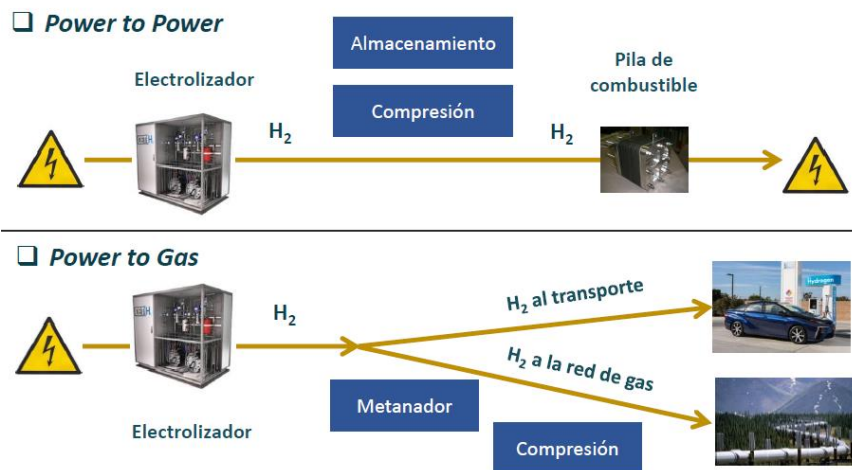 Power to Power
Almacenamiento
Electrolizador
Pila de
combustible
Compresión
H₂
H₂
Power to Gas
H₂
H₂ al transporte
Hydrogen
H₂ a la red de gas
Metanador
Electrolizador
Compresión